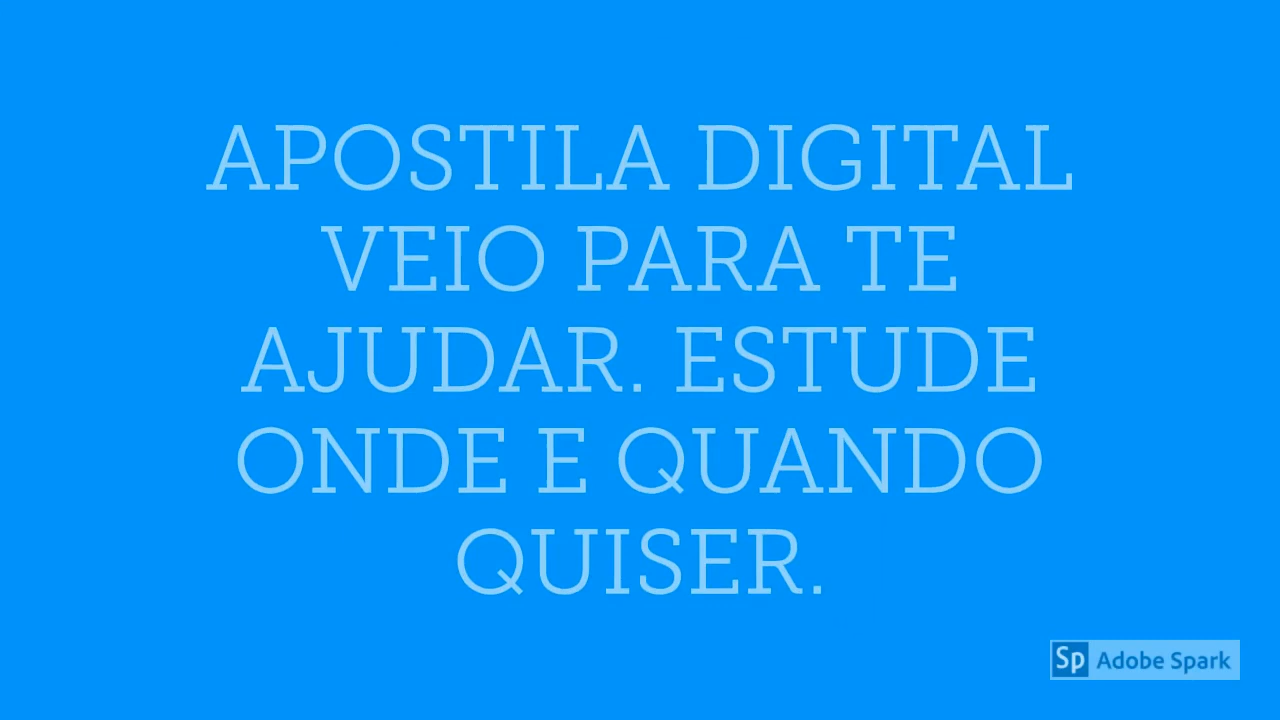 APOSTILA DIGITAL
VEIO PARA TE
AJUDAR. ESTUDE
ONDE E QUANDO
QUISER.
Sp Adobe Spark